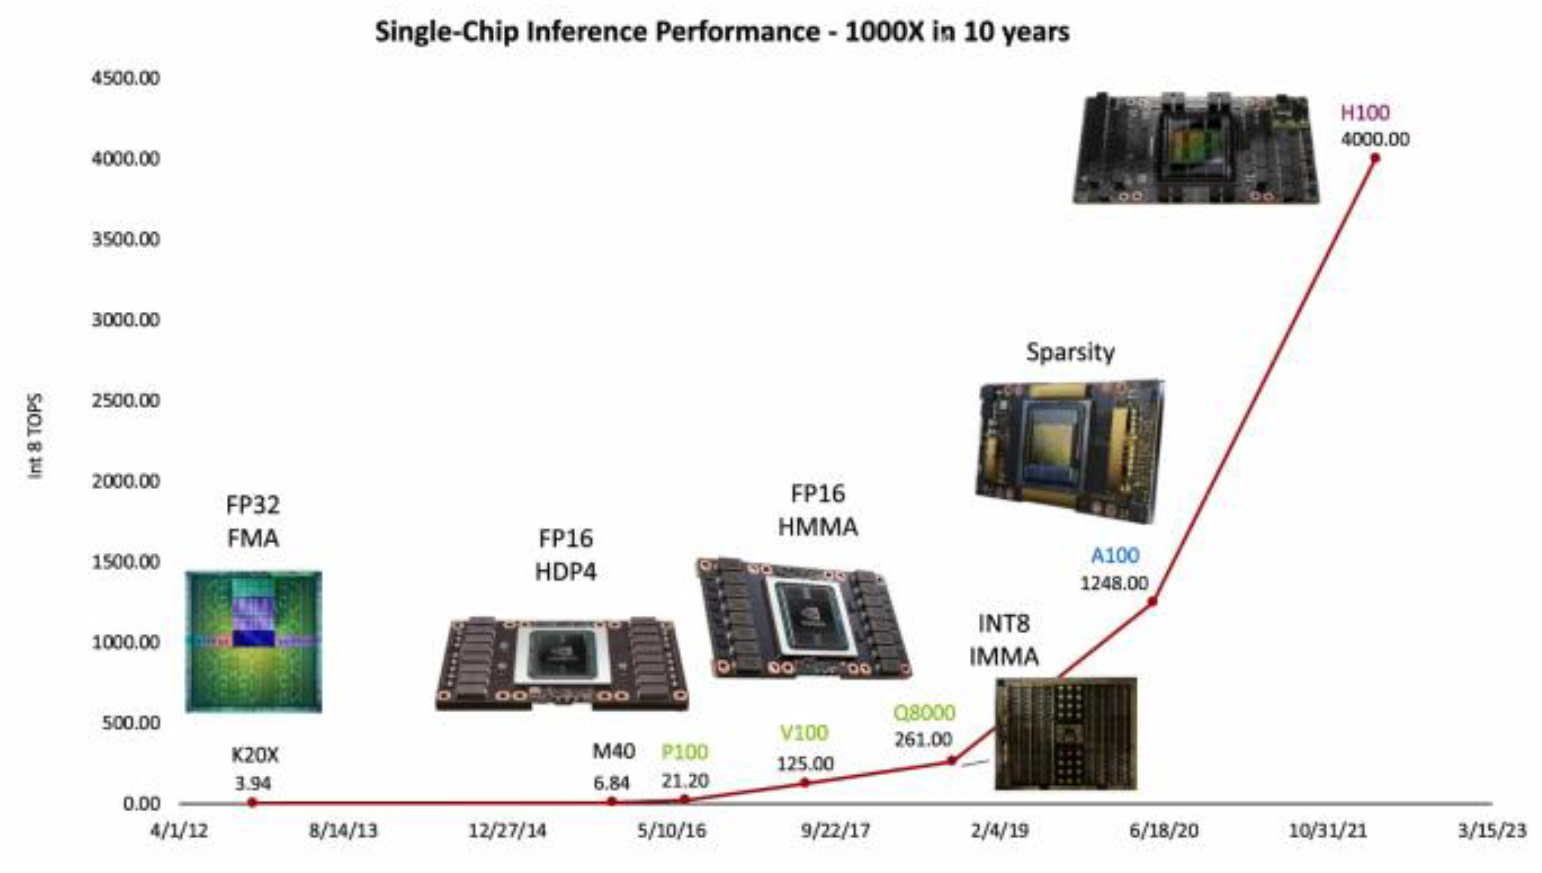 Single-Chip Inference Performance - 1000X in 10 years
4500.00
4000.00
3500.00
3000.00
2500.00
2000.00
1500.00
1000.00
500.00
0.00
Int 8 TOPS
FP32
FMA
K20X
3.94
FP16
HDP4
M40
6.84
P100
21.20
FP16
HMMA
V100
125.00
Q8000
261.00
INT8
IMMA
Sparsity
A100
1248.00
H100
4000.00
4/1/12
8/14/13
12/27/14
5/10/16
9/22/17
2/4/19
6/18/20
10/31/21
3/15/23